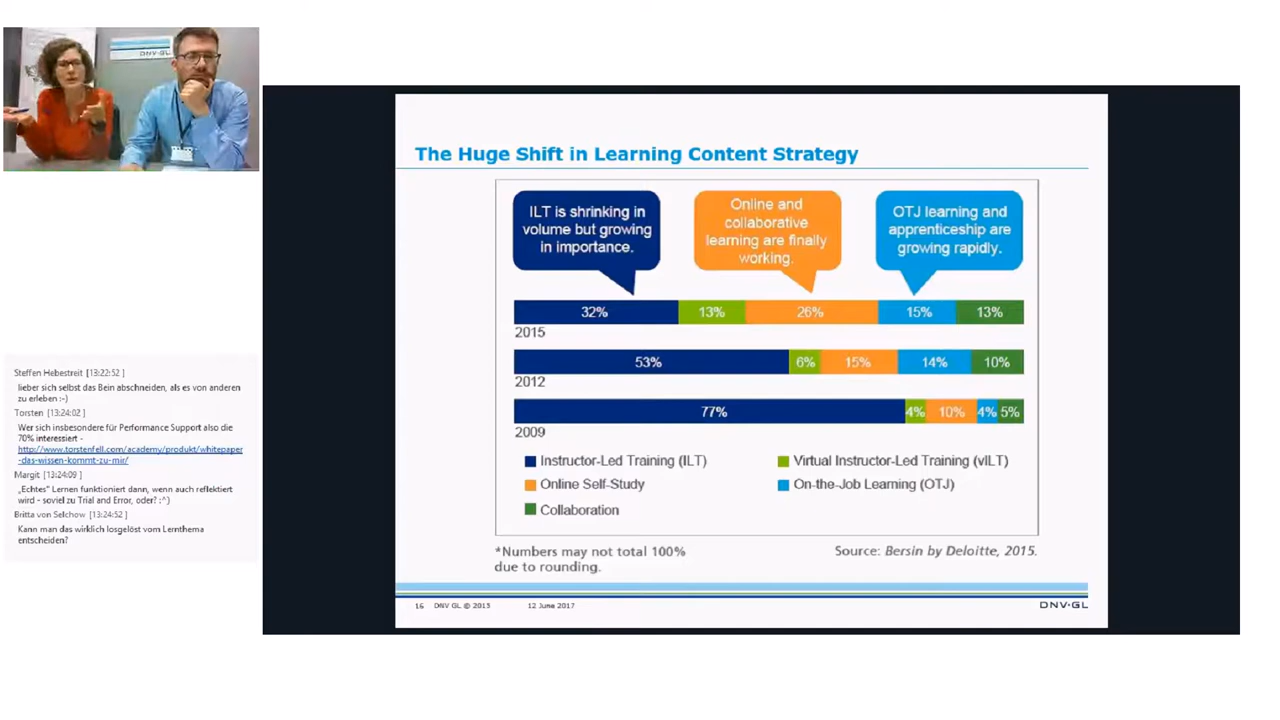 DNV·GL
Steffen Hebestreit [13:22:52 ]
lieber sich selbst das Bein abschneiden, als es von anderen
zu erleben :-)
Torsten [13:24:02 ]
Wer sich insbesondere für Performance Support also die
70% interessiert -
http://www.torstenfell.com/academy/produkt/whitepaper
-das-wissen-kommt-zu-mir/
Margit [13:24:09 ]
„Echtes“ Lernen funktioniert dann, wenn auch reflektiert
wird - soviel zu Trial and Error, oder? :^)
Britta von Selchow [13:24:52 ]
Kann man das wirklich losgelöst vom Lernthema
entscheiden?
The Huge Shift in Learning Content Strategy
ILT is shrinking in
volume but growing
in importance.
Online and
collaborative
learning are finally
working.
OTJ learning and
apprenticeship are
growing rapidly.
32% 13% 26% 15% 13%
2015
53% 6% 15% 14% 10%
2012
77% 4% 10% 4% 5%
2009
Instructor-Led Training (ILT)
Virtual Instructor-Led Training (vILT)
Online Self-Study
On-the-Job Learning (OTJ)
Collaboration
*Numbers may not total 100%
due to rounding.
Source: Bersin by Deloitte, 2015.
16 DNV GL © 2013 12 June 2017
DNV·GL